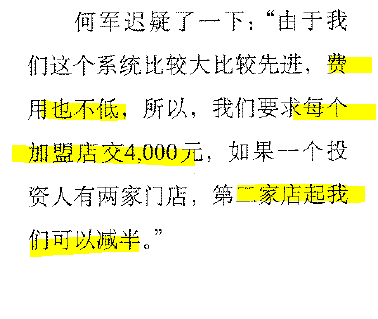 何军迟疑了一下：“由于我
们这个系统比较大比较先进，费
用也不低，所以，我们要求每个
加盟店交4,000元，如果一个投
资人有两家门店，第二家店起我
们可以减半。”